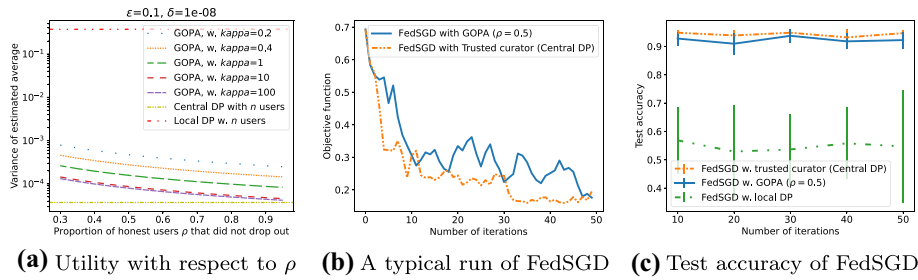 ε=0.1, δ=1e-08
Variance of estimated average
10⁻¹
10⁻²
10⁻³
10⁻⁴
GOPA, w. kappa=0.2
GOPA, w. kappa=0.4
GOPA, w. kappa=1
GOPA, w. kappa=10
GOPA, w. kappa=100
Central DP with n users
Local DP w. n users
0.3 0.4 0.5 0.6 0.7 0.8 0.9
Proportion of honest users ρ that did not drop out
(a) Utility with respect to ρ
Objective function
0.7
0.6
0.5
0.4
0.3
0.2
FedSGD with GOPA (ρ = 0.5)
FedSGD with Trusted curator (Central DP)
0 10 20 30 40 50
Number of iterations
(b) A typical run of FedSGD
Test accuracy
0.9
0.8
0.7
0.6
0.5
0.4
FedSGD w. trusted curator (Central DP)
FedSGD w. GOPA (ρ = 0.5)
FedSGD w. local DP
10 20 30 40 50
Number of iterations
(c) Test accuracy of FedSGD